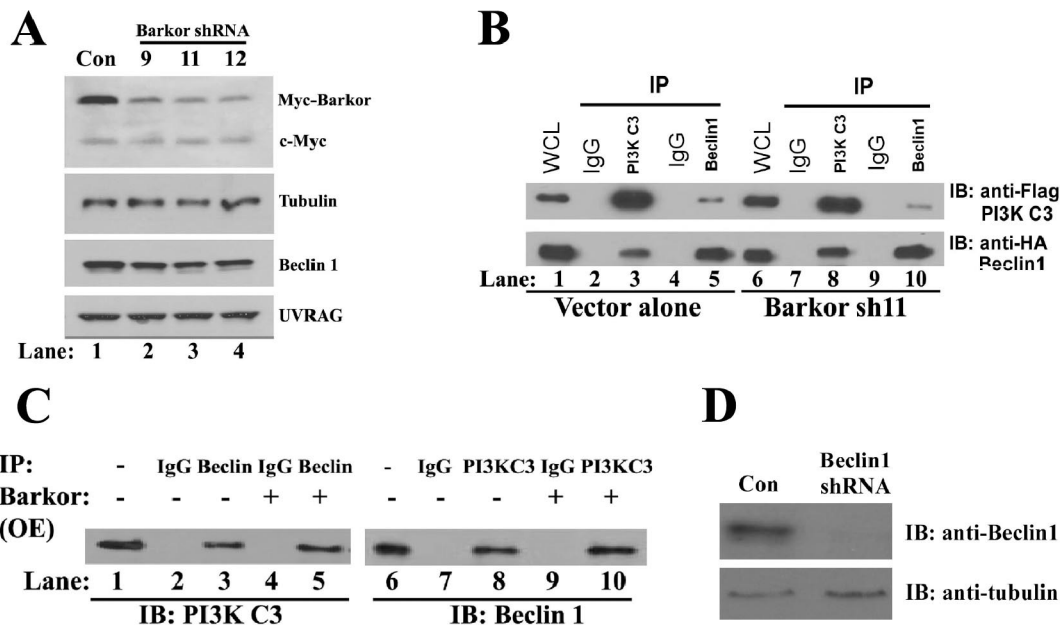 A
Barkor shRNA
Con 9 11 12
Myc-Barkor
c-Myc
Tubulin
Beclin 1
UVRAG
Lane: 1 2 3 4
B
IP IP
WCL IgG PI3K C3 IgG Beclin1 WCL IgG PI3K C3 IgG Beclin1
IB: anti-Flag
PI3K C3
IB: anti-HA
Beclin1
Lane: 1 2 3 4 5 6 7 8 9 10
Vector alone Barkor sh11
C
IP: - IgG Beclin IgG Beclin - IgG PI3KC3 IgG PI3KC3
Barkor: - - - + + - - - + +
(OE)
Lane: 1 2 3 4 5 6 7 8 9 10
IB: PI3K C3 IB: Beclin 1
D
Con Beclin1
shRNA
IB: anti-Beclin1
IB: anti-tubulin